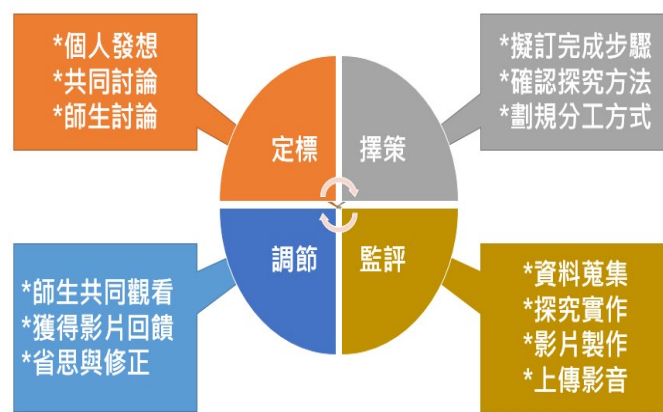 *個人發想
*共同討論
*師生討論
定標
擇策
*擬訂完成步驟
*確認探究方法
*劃規分工方式
調節
監評
*師生共同觀看
*獲得影片回饋
*省思與修正
*資料蒐集
*探究實作
*影片製作
*上傳影音